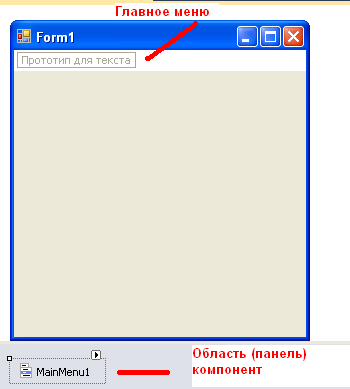 Главное меню
Form1
Прототип для текста
MainMenu1
Область (панель)
компонент